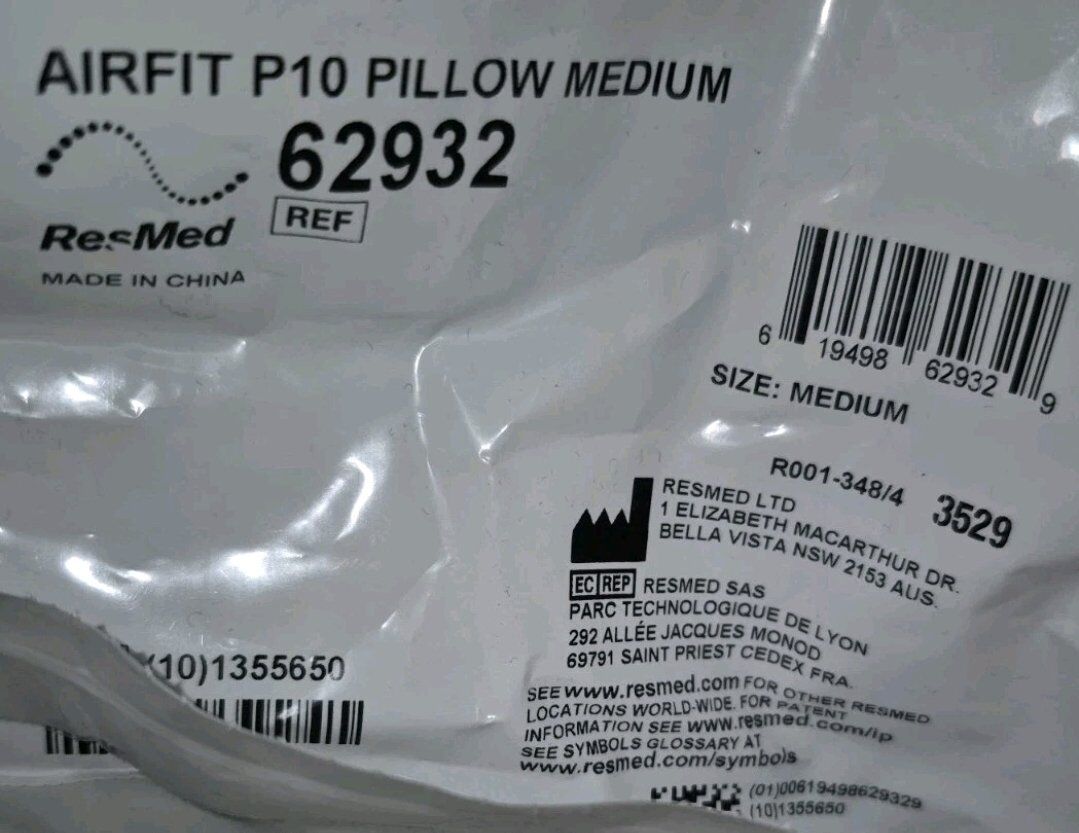 AIRFIT P10 PILLOW MEDIUM
62932
REF
ResMed
MADE IN CHINA
6 19498 62932 9
SIZE: MEDIUM
R001-348/4 3529
RESMED LTD
1 ELIZABETH MACARTHUR DR.
BELLA VISTA NSW 2153 AUS.
EC REP RESMED SAS
PARC TECHNOLOGIQUE DE LYON
292 ALLÉE JACQUES MONOD
69791 SAINT PRIEST CEDEX FRA.
(10)1355650
SEE www.resmed.com FOR OTHER RESMED
LOCATIONS WORLD-WIDE. FOR PATENT
INFORMATION SEE www.resmed.com/ip
SEE SYMBOLS GLOSSARY AT
www.resmed.com/symbols
(01)00619498629329
(10)1355650